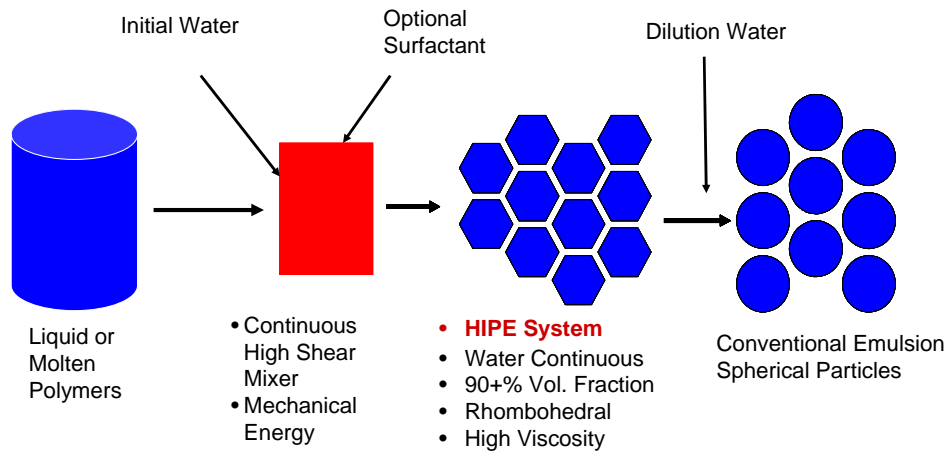 Initial Water
Optional
Surfactant
Dilution Water
Liquid or
Molten
Polymers
• Continuous
High Shear
Mixer
• Mechanical
Energy
• HIPE System
• Water Continuous
• 90+% Vol. Fraction
• Rhombohedral
• High Viscosity
Conventional Emulsion
Spherical Particles